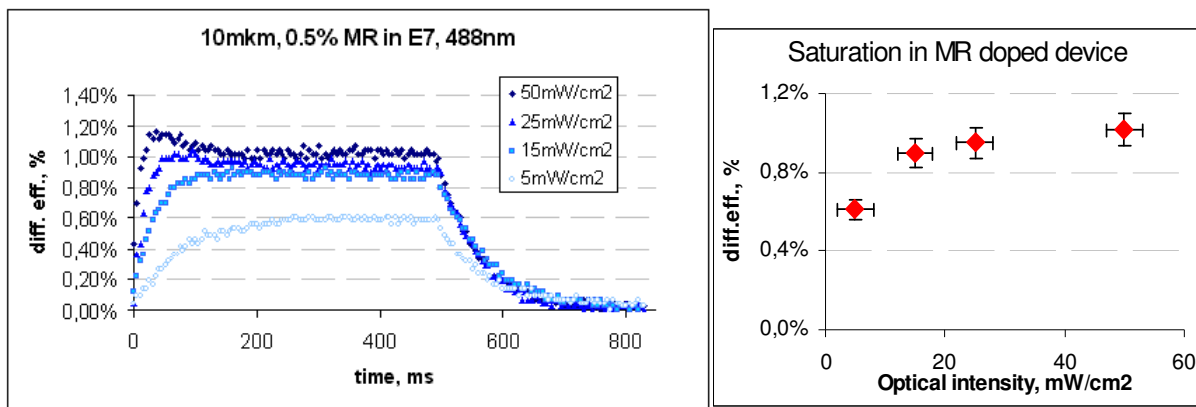 10mkm, 0.5% MR in E7, 488nm
diff. eff., %
1,40%
1,20%
1,00%
0,80%
0,60%
0,40%
0,20%
0,00%
50mW/cm2
25mW/cm2
15mW/cm2
5mW/cm2
0
200
400
600
800
time, ms
Saturation in MR doped device
diff.eff., %
1,2%
0,8%
0,4%
0,0%
0
20
40
60
Optical intensity, mW/cm2